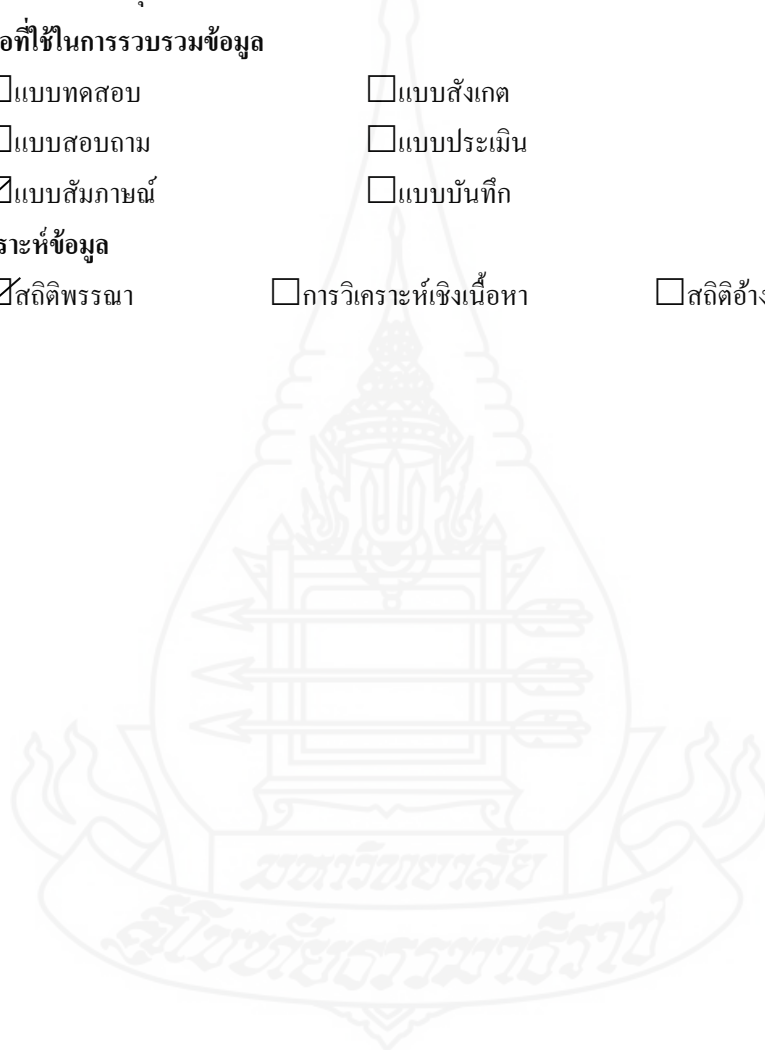 อที่ใช้ในการรวบรวมข้อมูล
☐แบบทดสอบ ☐แบบสังเกต
☐แบบสอบถาม ☐แบบประเมิน
☑แบบสัมภาษณ์ ☐แบบบันทึก
ราะห์ข้อมูล
☑สถิติพรรณา ☐การวิเคราะห์เชิงเนื้อหา ☐สถิติอ้าง
มหาวิทยาลัย
สุโขทัยธรรมาธิราช